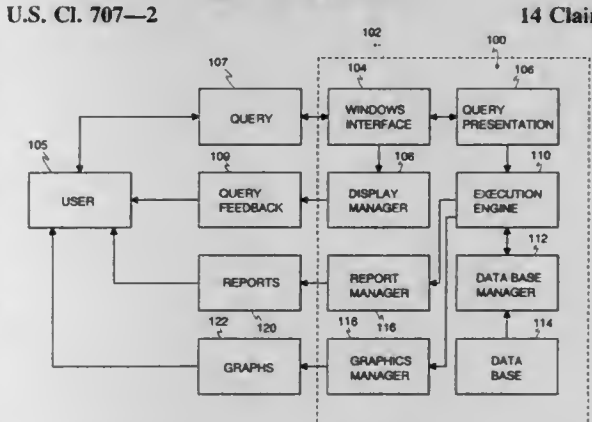 U.S. Cl. 707—2
14 Clai
102
100
107
104
106
QUERY
WINDOWS
INTERFACE
QUERY
PRESENTATION
105
109
106
110
USER
QUERY
FEEDBACK
DISPLAY
MANAGER
EXECUTION
ENGINE
112
REPORTS
REPORT
MANAGER
DATA BASE
MANAGER
122
120
116
116
114
GRAPHS
GRAPHICS
MANAGER
DATA
BASE